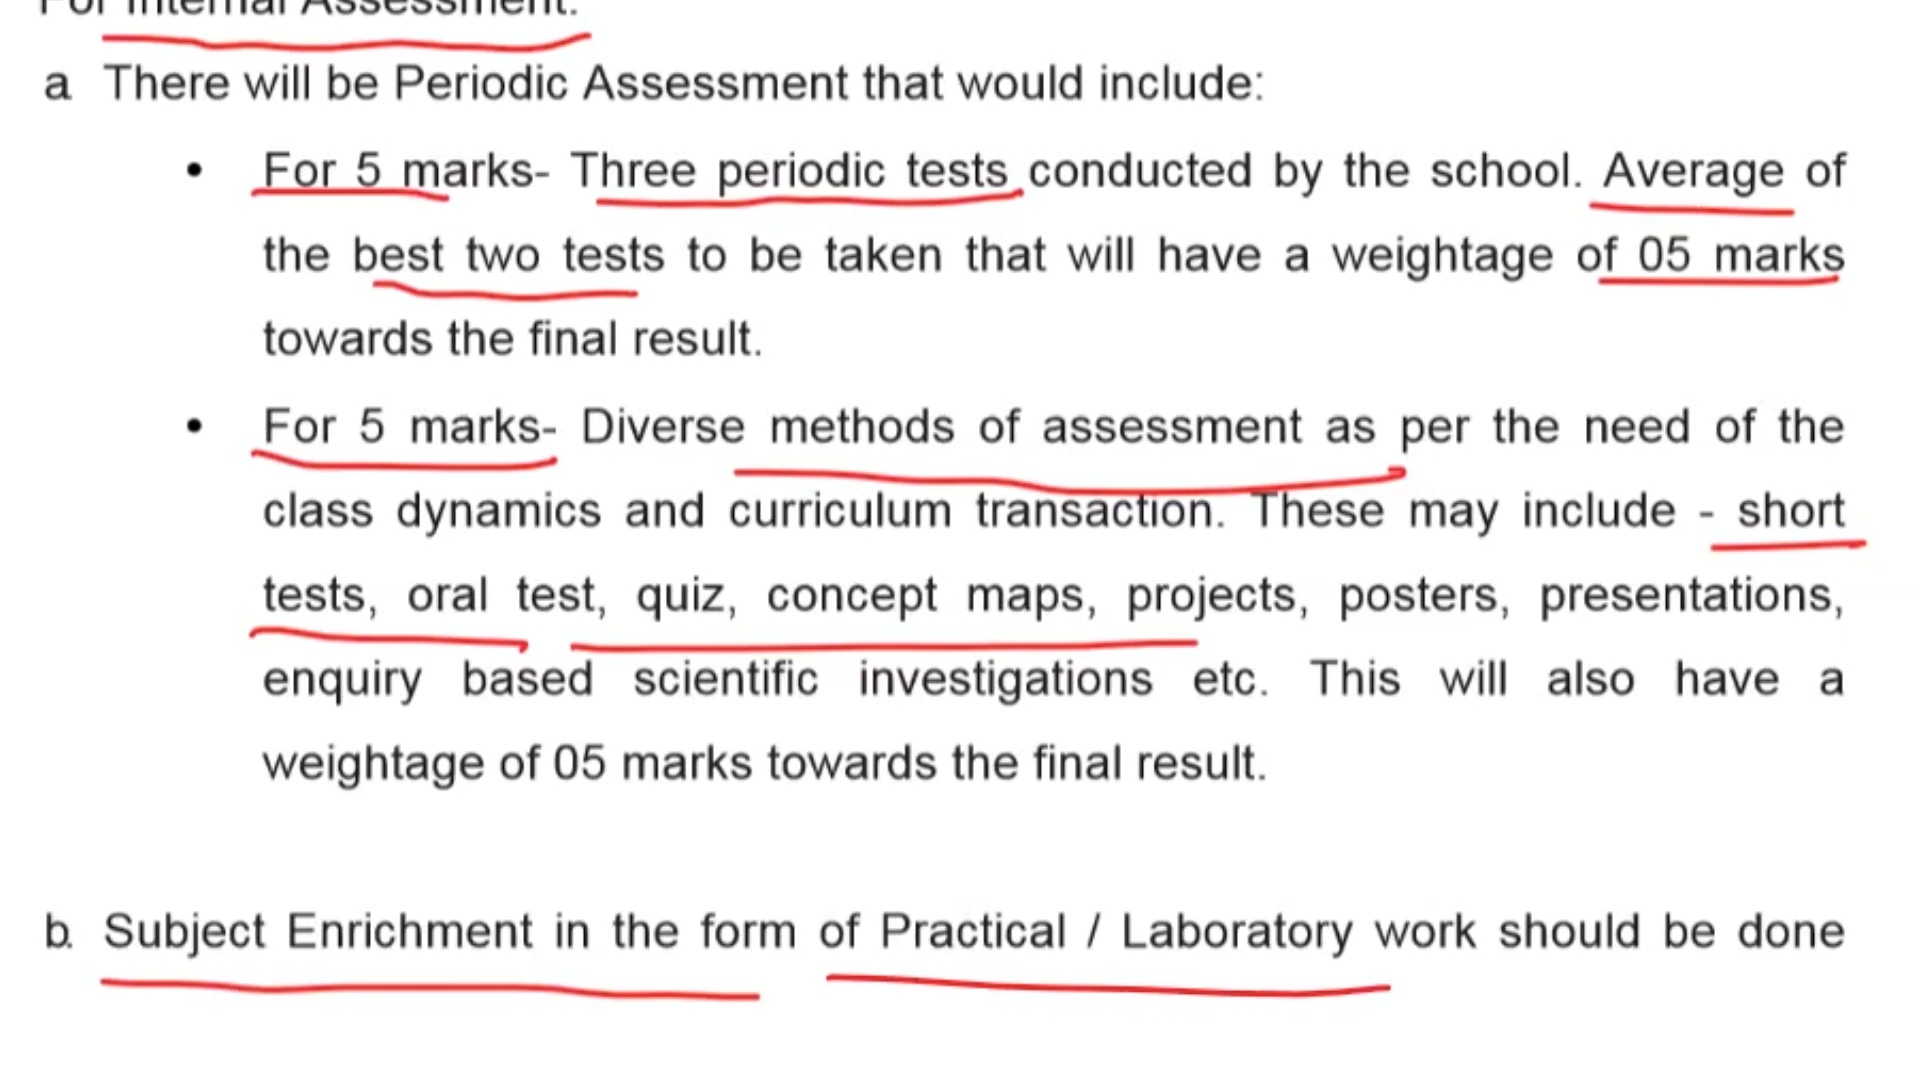 For Internal Assessment:
a There will be Periodic Assessment that would include:
• For 5 marks- Three periodic tests conducted by the school. Average of
the best two tests to be taken that will have a weightage of 05 marks
towards the final result.
• For 5 marks- Diverse methods of assessment as per the need of the
class dynamics and curriculum transaction. These may include - short
tests, oral test, quiz, concept maps, projects, posters, presentations,
enquiry based scientific investigations etc. This will also have a
weightage of 05 marks towards the final result.
b. Subject Enrichment in the form of Practical / Laboratory work should be done